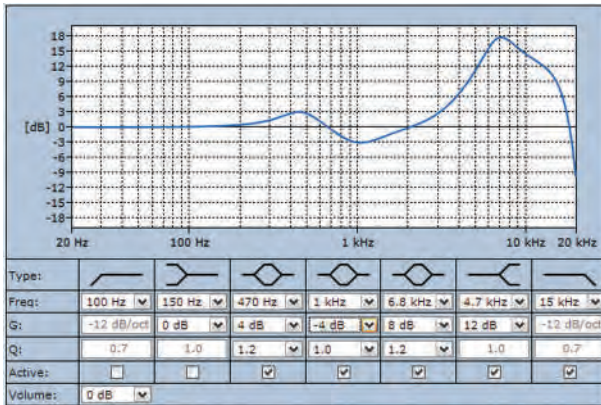 18
15
12
9
6
3
[dB] 0
-3
-6
-9
-12
-15
-18
20 Hz 100 Hz 1 kHz 10 kHz 20 kHz
Type:
Freq: 100 Hz 150 Hz 470 Hz 1 kHz 6.8 kHz 4.7 kHz 15 kHz
G: -12 dB/oct 0 dB 4 dB -4 dB 8 dB 12 dB -12 dB/oct
Q: 0.7 1.0 1.2 1.0 1.2 1.0 0.7
Active:
Volume: 0 dB